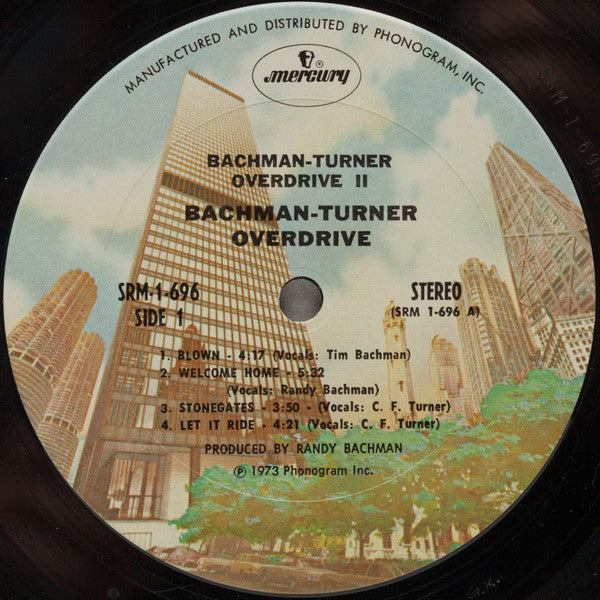 MANUFACTURED AND DISTRIBUTED BY PHONOGRAM, INC.
mercury
BACHMAN-TURNER
OVERDRIVE II
BACHMAN-TURNER
OVERDRIVE
SRM-1-696
SIDE 1
STEREO
(SRM 1-696 A)
1. BLOWN - 4:17 (Vocals: Tim Bachman)
2. WELCOME HOME - 5:32
(Vocals: Randy Bachman)
3. STONEGATES - 3:50 - (Vocals: C. F. Turner)
4. LET IT RIDE - 4:21 (Vocals: C. F. Turner)
PRODUCED BY RANDY BACHMAN
℗ 1973 Phonogram Inc.
SRM-1-696
G.K.